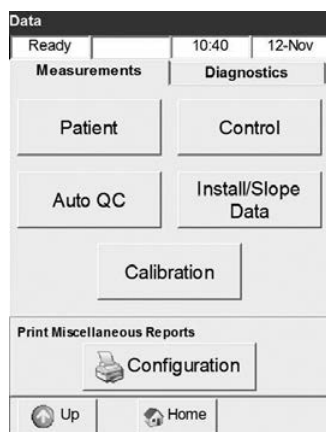 Data
Ready 10:40 12-Nov
Measurements Diagnostics
Patient Control
Auto QC Install/Slope
Data
Calibration
Print Miscellaneous Reports
Configuration
Up Home